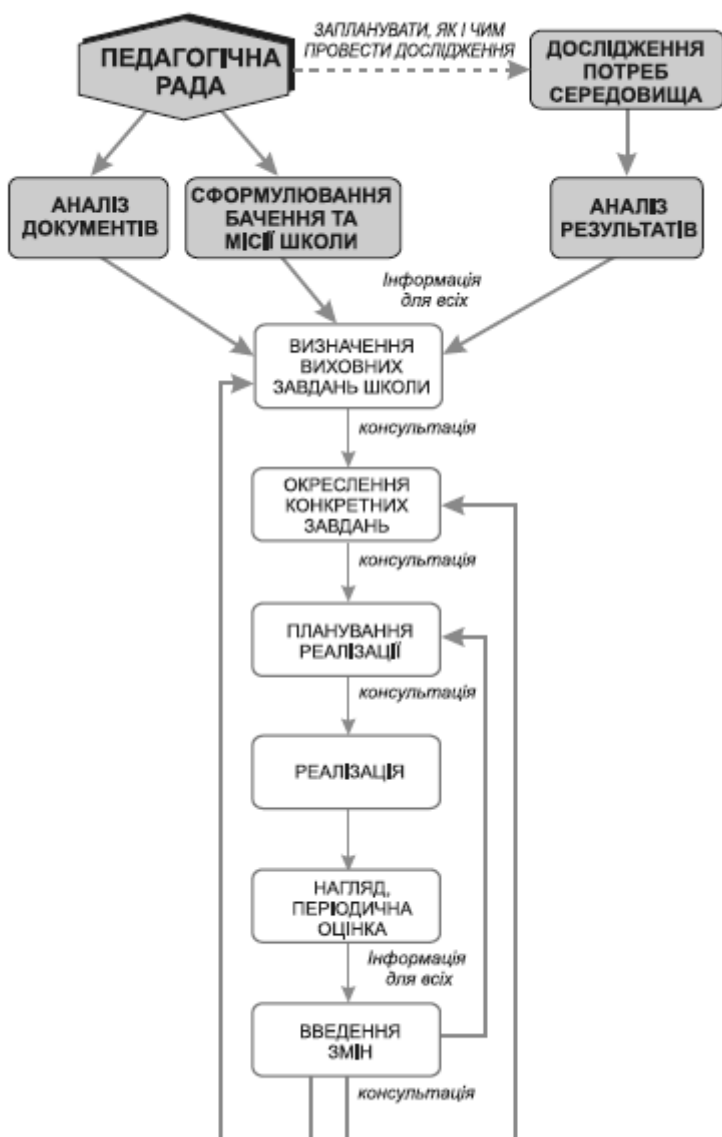 ПЕДАГОГІЧНА
РАДА
ЗАПЛАНУВАТИ, ЯК І ЧИМ
ПРОВЕСТИ ДОСЛІДЖЕННЯ
ДОСЛІДЖЕННЯ
ПОТРЕБ
СЕРЕДОВИЩА
АНАЛІЗ
ДОКУМЕНТІВ
СФОРМУЛЮВАННЯ
БАЧЕННЯ ТА
МІСІЇ ШКОЛИ
АНАЛІЗ
РЕЗУЛЬТАТІВ
Інформація
для всіх
ВИЗНАЧЕННЯ
ВИХОВНИХ
ЗАВДАНЬ ШКОЛИ
консультація
ОКРЕСЛЕННЯ
КОНКРЕТНИХ
ЗАВДАНЬ
консультація
ПЛАНУВАННЯ
РЕАЛІЗАЦІЇ
консультація
РЕАЛІЗАЦІЯ
НАГЛЯД,
ПЕРІОДИЧНА
ОЦІНКА
Інформація
для всіх
ВВЕДЕННЯ
ЗМІН
консультація